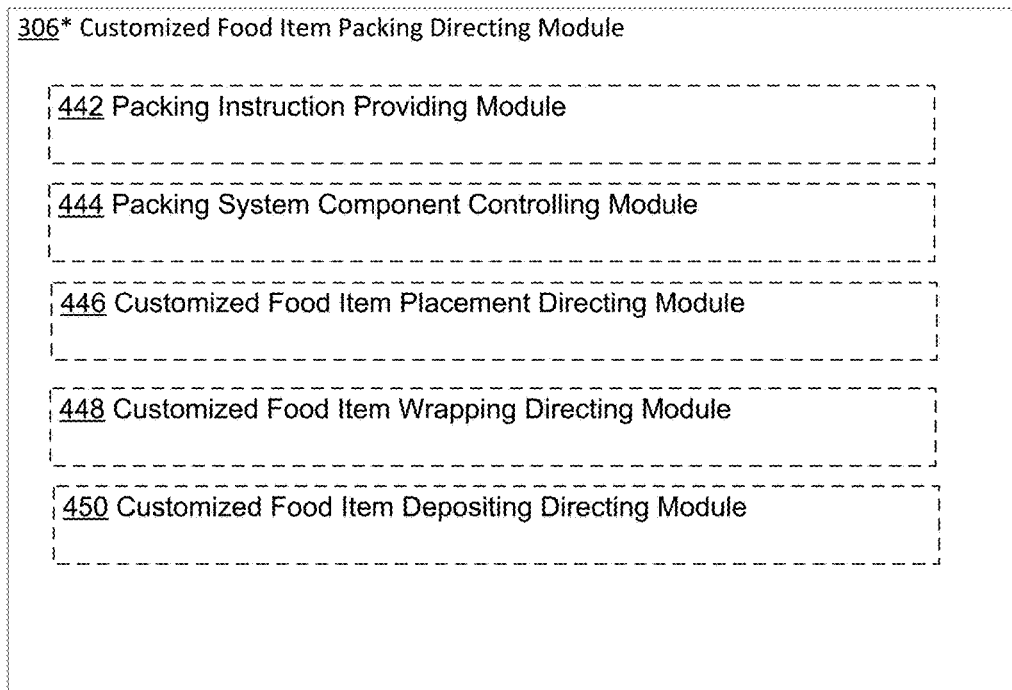 306* Customized Food Item Packing Directing Module
442 Packing Instruction Providing Module
444 Packing System Component Controlling Module
446 Customized Food Item Placement Directing Module
448 Customized Food Item Wrapping Directing Module
450 Customized Food Item Depositing Directing Module